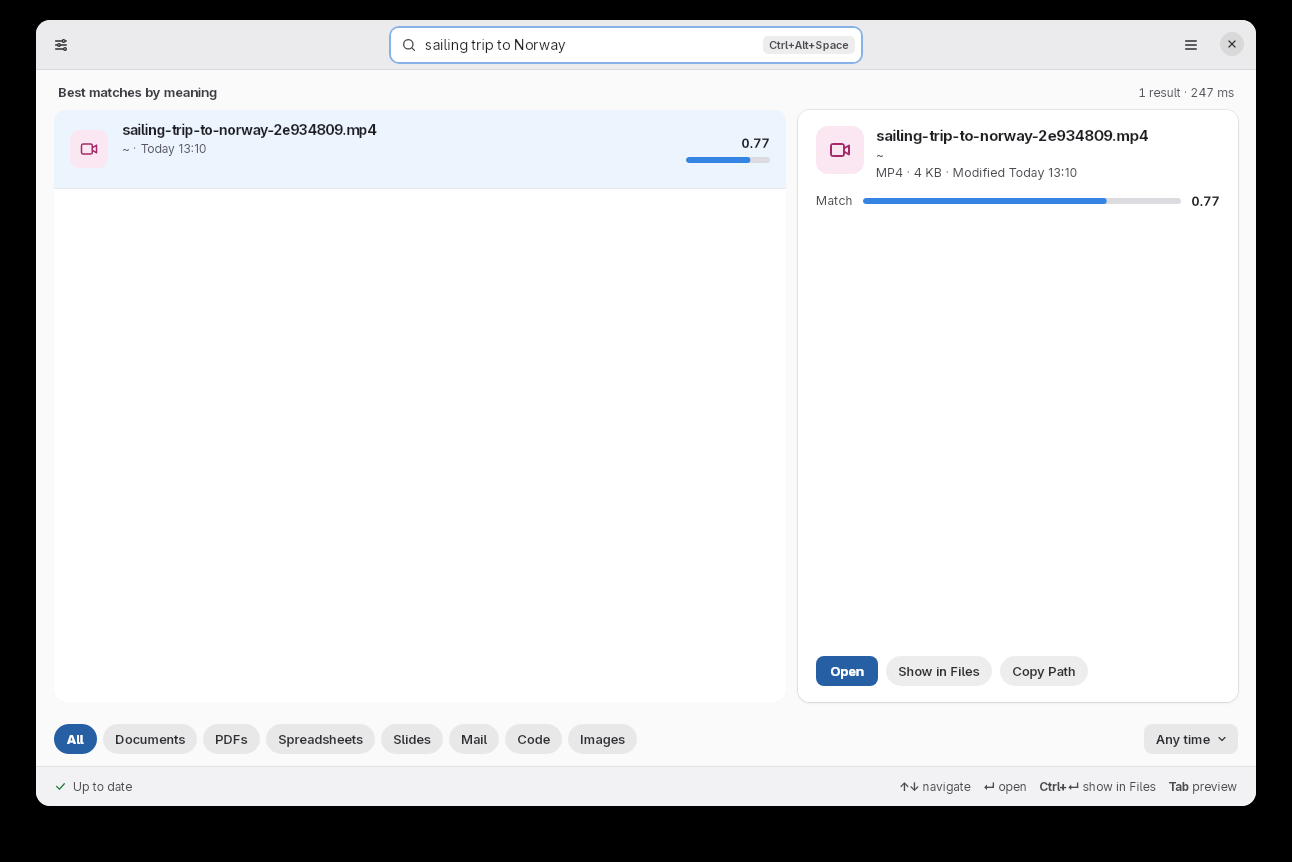 sailing trip to Norway
Ctrl+Alt+Space
Best matches by meaning
1 result · 247 ms
sailing-trip-to-norway-2e934809.mp4
~ · Today 13:10
0.77
sailing-trip-to-norway-2e934809.mp4
~
MP4 · 4 KB · Modified Today 13:10
Match
0.77
Open
Show in Files
Copy Path
All
Documents
PDFs
Spreadsheets
Slides
Mail
Code
Images
Any time
Up to date
↑↓ navigate
↵ open
Ctrl+↵ show in Files
Tab preview